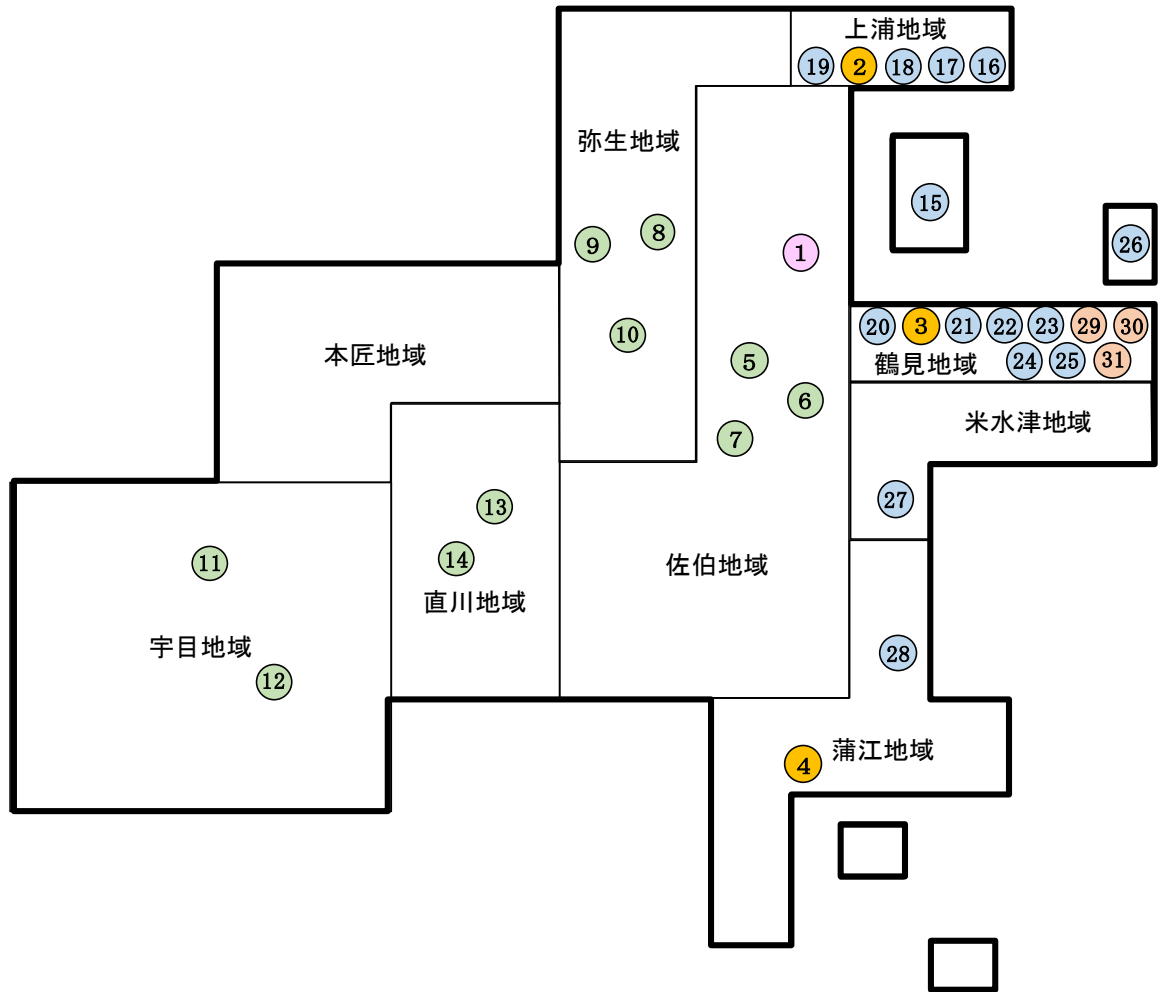 上浦地域
19 2 18 17 16
弥生地域
15
9 8 1 26
20 3 21 22 23 29 30
10
本匠地域 5 鶴見地域 24 25 31
6
7 米水津地域
13 27
11 14 佐伯地域
直川地域
宇目地域 28
12
4 蒲江地域